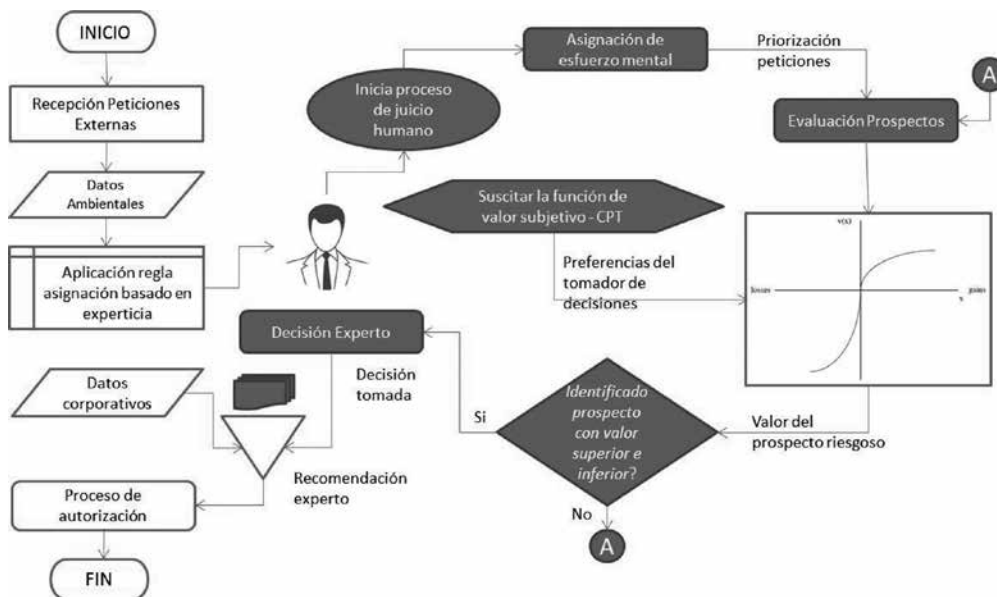 INICIO
Recepción Peticiones
Externas
Datos
Ambientales
Aplicación regla
asignación basado en
experticia
Inicia proceso
de juicio
humano
Asignación de
esfuerzo mental
Priorización
peticiones
A
Evaluación Prospectos
Suscitar la función de
valor subjetivo - CPT
Preferencias del
tomador de
decisiones
v(x)
losses
gains
x
Valor del
prospecto riesgoso
Identificado
prospecto
con valor
superior e
inferior?
Si
No
A
Decisión Experto
Decisión
tomada
Datos
corporativos
Recomendación
experto
Proceso de
autorización
FIN